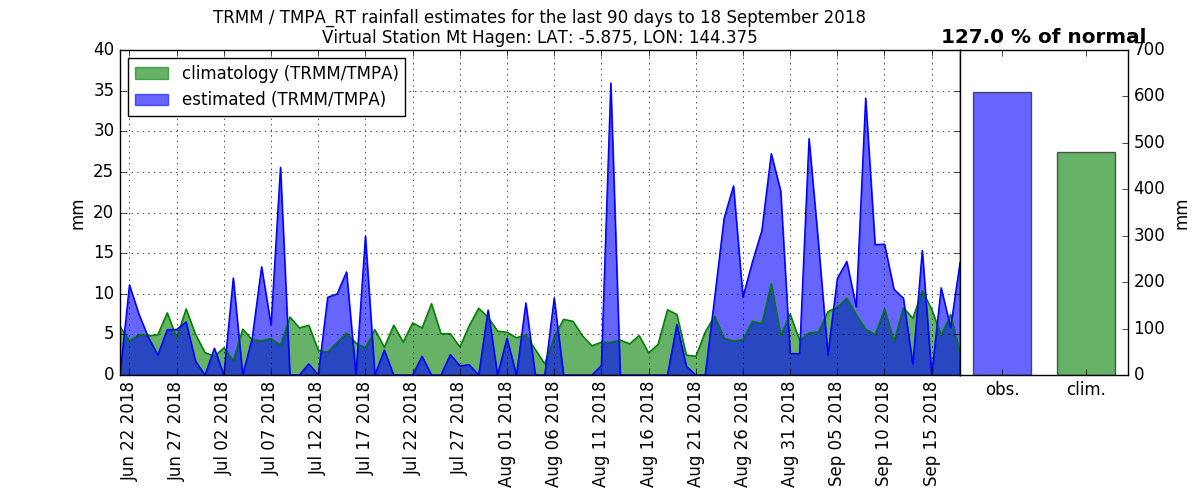 TRMM / TMPA_RT rainfall estimates for the last 90 days to 18 September 2018
Virtual Station Mt Hagen: LAT: -5.875, LON: 144.375
127.0 % of normal
climatology (TRMM/TMPA)
estimated (TRMM/TMPA)
mm
40
35
30
25
20
15
10
5
0
Jun 22 2018
Jun 27 2018
Jul 02 2018
Jul 07 2018
Jul 12 2018
Jul 17 2018
Jul 22 2018
Jul 27 2018
Aug 01 2018
Aug 06 2018
Aug 11 2018
Aug 16 2018
Aug 21 2018
Aug 26 2018
Aug 31 2018
Sep 05 2018
Sep 10 2018
Sep 15 2018
obs.
clim.
700
600
500
400
300
200
100
0
mm